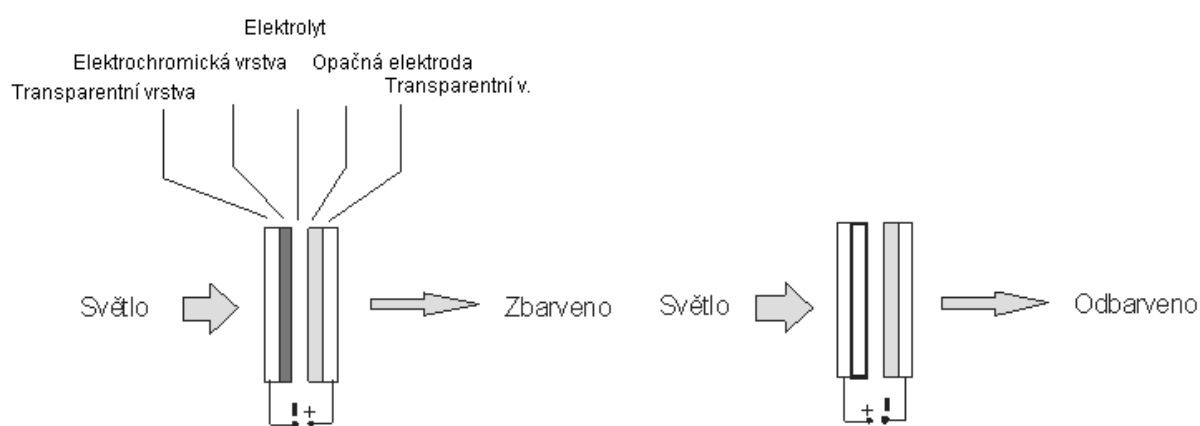 Elektrolyt
Elektrochromická vrstva
Opačná elektroda
Transparentní vrstva
Transparentní v.
Světlo
Zbarveno
Světlo
Odbarveno
+
+